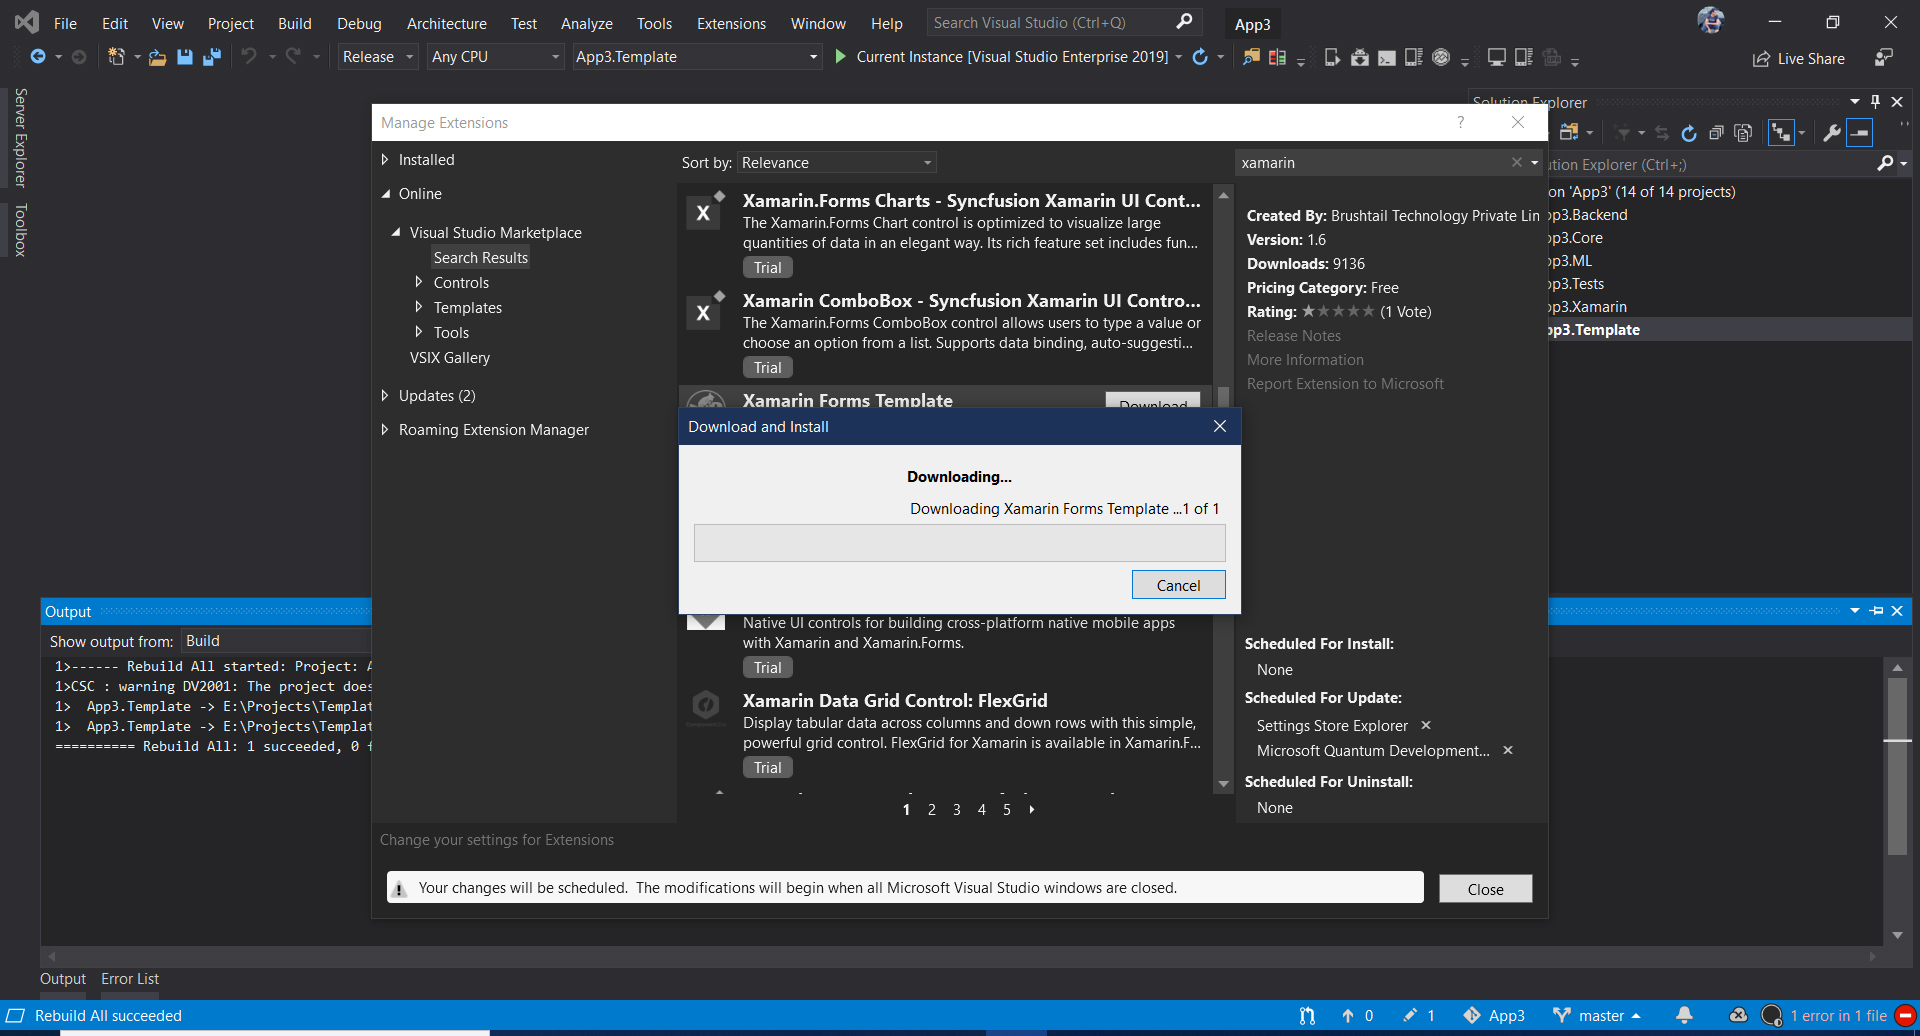 File Edit View Project Build Debug Architecture Test Analyze Tools Extensions Window Help Search Visual Studio (Ctrl+Q) App3
Release Any CPU App3.Template Current Instance [Visual Studio Enterprise 2019] Live Share
Server Explorer
Toolbox
Manage Extensions
?
Installed
Online
Visual Studio Marketplace
Search Results
Controls
Templates
Tools
VSIX Gallery
Updates (2)
Roaming Extension Manager
Sort by: Relevance
Xamarin.Forms Charts - Syncfusion Xamarin UI Cont...
The Xamarin.Forms Chart control is optimized to visualize large
quantities of data in an elegant way. Its rich feature set includes fun...
Trial
Xamarin ComboBox - Syncfusion Xamarin UI Contro...
The Xamarin.Forms ComboBox control allows users to type a value or
choose an option from a list. Supports data binding, auto-suggesti...
Trial
Xamarin Forms Template
Download
Download and Install
Downloading...
Downloading Xamarin Forms Template ...1 of 1
Cancel
Native UI controls for building cross-platform native mobile apps
with Xamarin and Xamarin.Forms.
Trial
Xamarin Data Grid Control: FlexGrid
Display tabular data across columns and down rows with this simple,
powerful grid control. FlexGrid for Xamarin is available in Xamarin.F...
Trial
1 2 3 4 5
xamarin
Created By: Brushtail Technology Private Lin
Version: 1.6
Downloads: 9136
Pricing Category: Free
Rating: (1 Vote)
Release Notes
More Information
Report Extension to Microsoft
Scheduled For Install:
None
Scheduled For Update:
Settings Store Explorer
Microsoft Quantum Development...
Scheduled For Uninstall:
None
Change your settings for Extensions
Your changes will be scheduled. The modifications will begin when all Microsoft Visual Studio windows are closed.
Close
Solution Explorer
ution Explorer (Ctrl+;)
on 'App3' (14 of 14 projects)
pp3.Backend
pp3.Core
pp3.ML
pp3.Tests
pp3.Xamarin
pp3.Template
Output
Show output from: Build
1>------ Rebuild All started: Project: A
1>CSC : warning DV2001: The project does
1> App3.Template -> E:\Projects\Templat
1> App3.Template -> E:\Projects\Templat
========== Rebuild All: 1 succeeded, 0 f
Output Error List
Rebuild All succeeded 0 1 App3 master 1 error in 1 file